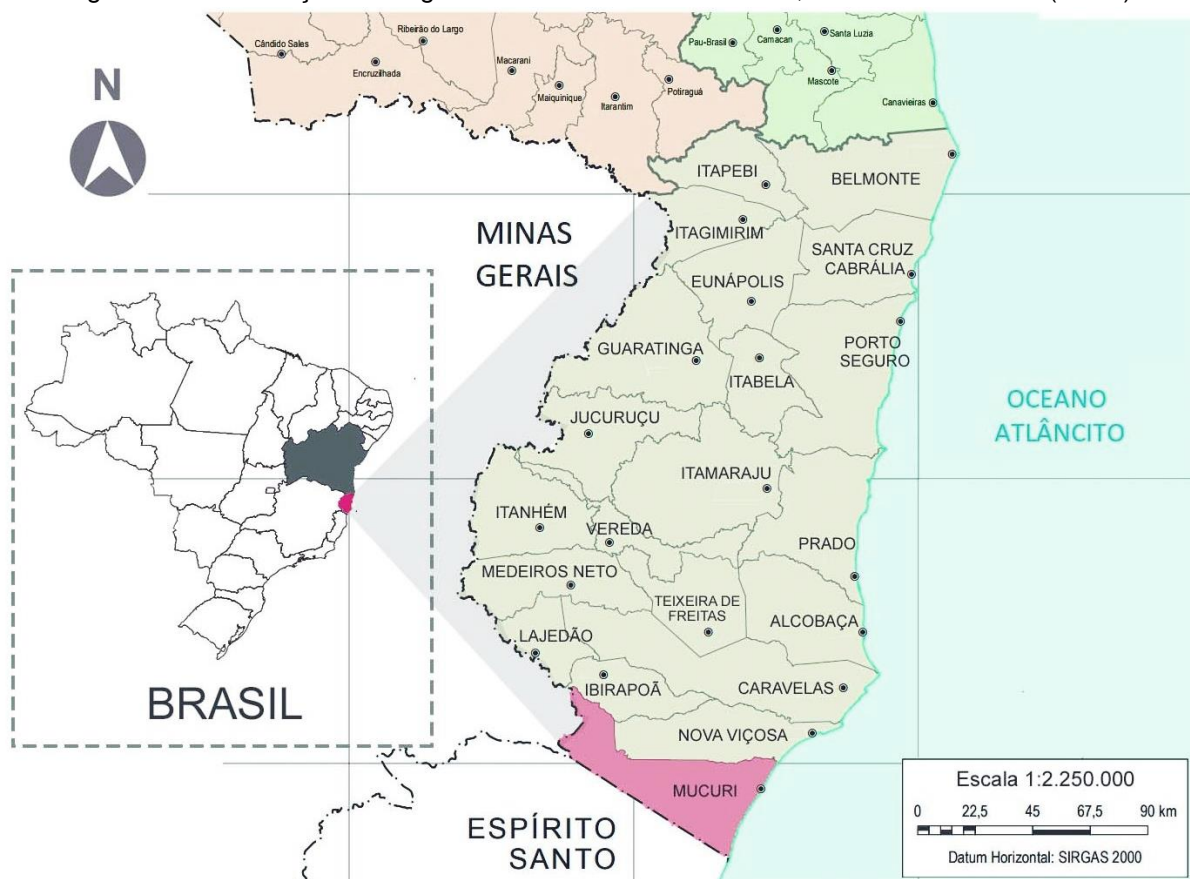 Cândido Sales
Ribeirão do Largo
Encruzilhada
Macarani
Maiquinique
Itarantim
Potiraguá
Pau-Brasil
Camacan
Santa Luzia
Mascote
Canavieiras
N
ITAPEBI
BELMONTE
MINAS
GERAIS
ITAGIMIRIM
SANTA CRUZ
CABRÁLIA
EUNÁPOLIS
PORTO
SEGURO
GUARATINGA
ITABELA
OCEANO
ATLÂNCITO
JUCURUÇU
ITAMARAJU
ITANHÉM
VEREDA
PRADO
MEDEIROS NETO
TEIXEIRA DE
FREITAS
ALCOBAÇA
LAJEDÃO
IBIRAPOÃ
CARAVELAS
BRASIL
NOVA VIÇOSA
MUCURI
ESPÍRITO
SANTO
Escala 1:2.250.000
0 22,5 45 67,5 90 km
Datum Horizontal: SIRGAS 2000